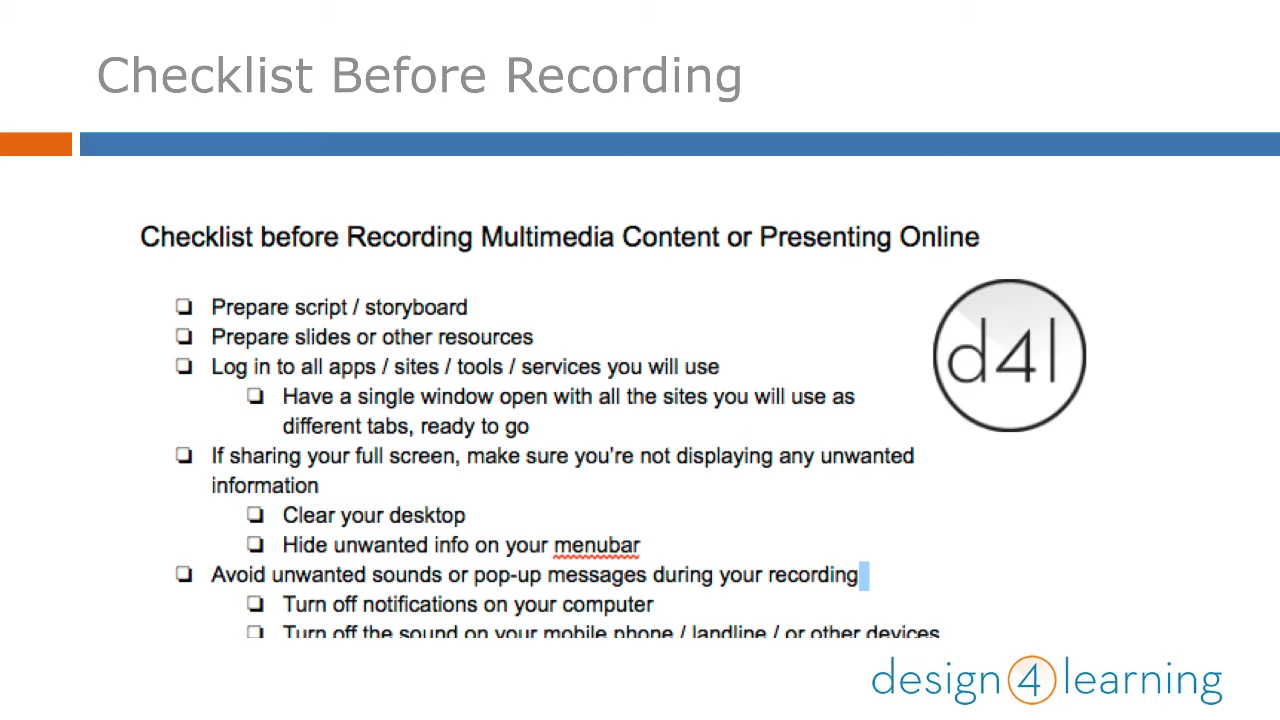 Checklist Before Recording
Checklist before Recording Multimedia Content or Presenting Online
❏ Prepare script / storyboard
❏ Prepare slides or other resources
❏ Log in to all apps / sites / tools / services you will use
❏ Have a single window open with all the sites you will use as
different tabs, ready to go
❏ If sharing your full screen, make sure you're not displaying any unwanted
information
❏ Clear your desktop
❏ Hide unwanted info on your menubar
❏ Avoid unwanted sounds or pop-up messages during your recording
❏ Turn off notifications on your computer
❏ Turn off the sound on your mobile phone / landline / or other devices
d4l
design 4 learning